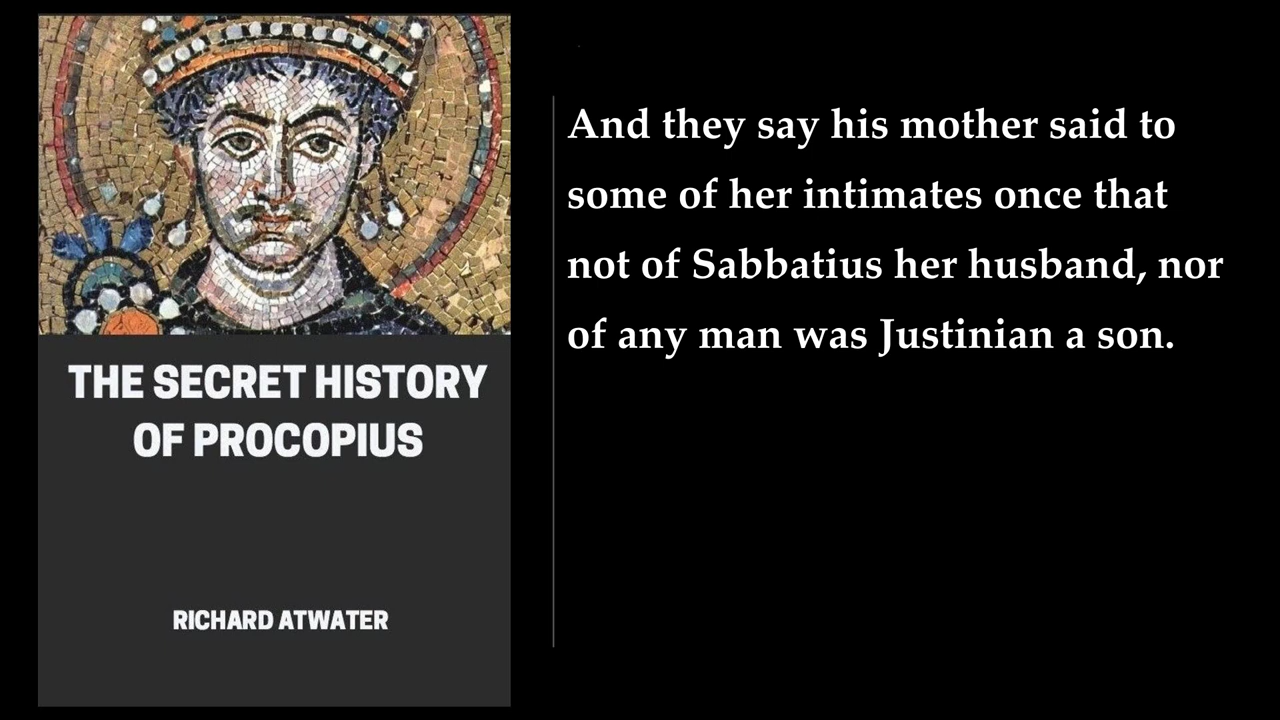 THE SECRET HISTORY
OF PROCOPIUS
RICHARD ATWATER
And they say his mother said to
some of her intimates once that
not of Sabbatius her husband, nor
of any man was Justinian a son.